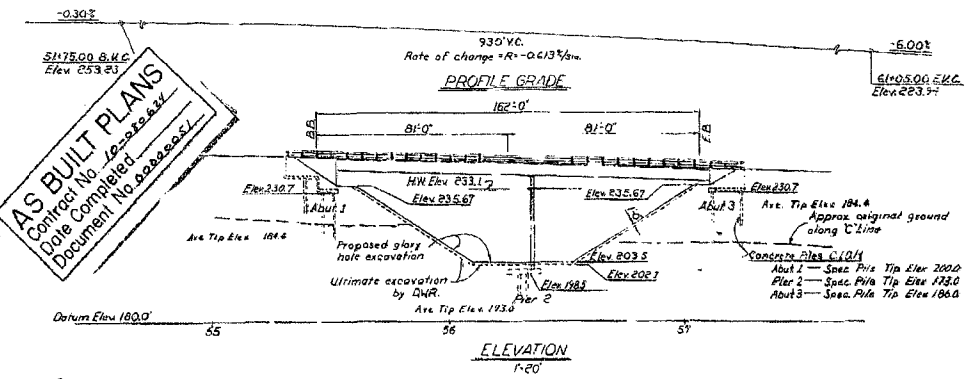 -0.30%
930' V.C.
Rate of change = R = -0.613%/sta.
-6.00%
51+75.00 B.V.C.
Elev. 253.23
61+05.00 E.V.C.
Elev. 223.94
PROFILE GRADE
162'-0"
B.B.
81'-0"
81'-0"
E.B.
AS BUILT PLANS
Contract No. 10-080624
Date Completed
Document No. 00000051
Elev. 230.7
H.W. Elev. 233.1
Elev. 235.67
Elev. 235.67
Elev. 230.7
Abut 1
Abut 3
Ave. Tip Elev. 184.4
Ave. Tip Elev. 184.6
Approx original ground
along "C" Line
Proposed glory
hole excavation
Elev. 203.5
Elev. 202.3
Concrete Piles
Ultimate excavation
by DWR.
Elev. 198.5
Pier 2
Ave. Tip Elev. 193.0
Abut 1 — Spec. Pile Tip Elev 200.0
Pier 2 — Spec. Pile Tip Elev 173.0
Abut 3 — Spec. Pile Tip Elev 186.0
Datum Elev 180.0'
55
56
57
ELEVATION
1"=20'